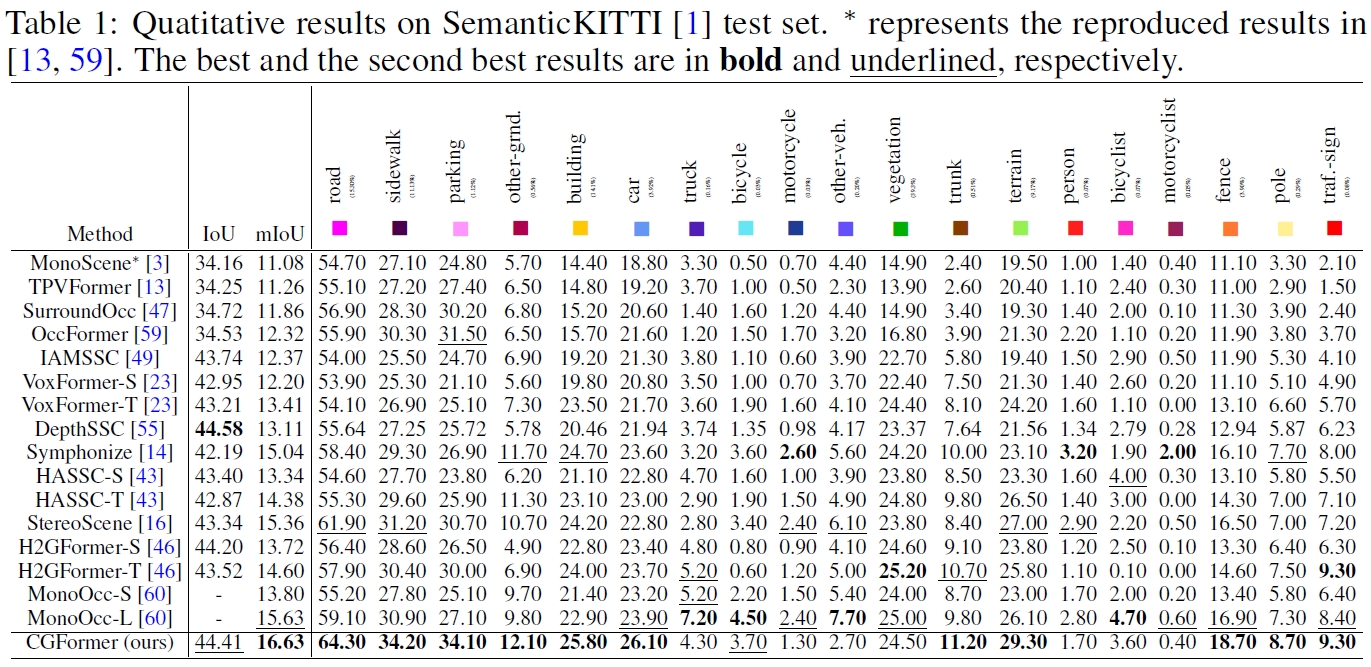 Table 1: Quatitative results on SemanticKITTI [1] test set. * represents the reproduced results in
[13, 59]. The best and the second best results are in bold and underlined, respectively.
Method IoU mIoU road (15.30%) sidewalk (11.13%) parking (1.12%) other-grnd. (0.56%) building (14.1%) car (3.92%) truck (0.16%) bicycle (0.03%) motorcycle (0.03%) other-veh. (0.20%) vegetation (39.3%) trunk (0.51%) terrain (9.17%) person (0.07%) bicyclist (0.07%) motorcyclist (0.05%) fence (3.90%) pole (0.29%) traf.-sign (0.08%)
MonoScene* [3] 34.16 11.08 54.70 27.10 24.80 5.70 14.40 18.80 3.30 0.50 0.70 4.40 14.90 2.40 19.50 1.00 1.40 0.40 11.10 3.30 2.10
TPVFormer [13] 34.25 11.26 55.10 27.20 27.40 6.50 14.80 19.20 3.70 1.00 0.50 2.30 13.90 2.60 20.40 1.10 2.40 0.30 11.00 2.90 1.50
SurroundOcc [47] 34.72 11.86 56.90 28.30 30.20 6.80 15.20 20.60 1.40 1.60 1.20 4.40 14.90 3.40 19.30 1.40 2.00 0.10 11.30 3.90 2.40
OccFormer [59] 34.53 12.32 55.90 30.30 31.50 6.50 15.70 21.60 1.20 1.50 1.70 3.20 16.80 3.90 21.30 2.20 1.10 0.20 11.90 3.80 3.70
IAMSSC [49] 43.74 12.37 54.00 25.50 24.70 6.90 19.20 21.30 3.80 1.10 0.60 3.90 22.70 5.80 19.40 1.50 2.90 0.50 11.90 5.30 4.10
VoxFormer-S [23] 42.95 12.20 53.90 25.30 21.10 5.60 19.80 20.80 3.50 1.00 0.70 3.70 22.40 7.50 21.30 1.40 2.60 0.20 11.10 5.10 4.90
VoxFormer-T [23] 43.21 13.41 54.10 26.90 25.10 7.30 23.50 21.70 3.60 1.90 1.60 4.10 24.40 8.10 24.20 1.60 1.10 0.00 13.10 6.60 5.70
DepthSSC [55] 44.58 13.11 55.64 27.25 25.72 5.78 20.46 21.94 3.74 1.35 0.98 4.17 23.37 7.64 21.56 1.34 2.79 0.28 12.94 5.87 6.23
Symphonize [14] 42.19 15.04 58.40 29.30 26.90 11.70 24.70 23.60 3.20 3.60 2.60 5.60 24.20 10.00 23.10 3.20 1.90 2.00 16.10 7.70 8.00
HASSC-S [43] 43.40 13.34 54.60 27.70 23.80 6.20 21.10 22.80 4.70 1.60 1.00 3.90 23.80 8.50 23.30 1.60 4.00 0.30 13.10 5.80 5.50
HASSC-T [43] 42.87 14.38 55.30 29.60 25.90 11.30 23.10 23.00 2.90 1.90 1.50 4.90 24.80 9.80 26.50 1.40 3.00 0.00 14.30 7.00 7.10
StereoScene [16] 43.34 15.36 61.90 31.20 30.70 10.70 24.20 22.80 2.80 3.40 2.40 6.10 23.80 8.40 27.00 2.90 2.20 0.50 16.50 7.00 7.20
H2GFormer-S [46] 44.20 13.72 56.40 28.60 26.50 4.90 22.80 23.40 4.80 0.80 0.90 4.10 24.60 9.10 23.80 1.20 2.50 0.10 13.30 6.40 6.30
H2GFormer-T [46] 43.52 14.60 57.90 30.40 30.00 6.90 24.00 23.70 5.20 0.60 1.20 5.00 25.20 10.70 25.80 1.10 0.10 0.00 14.60 7.50 9.30
MonoOcc-S [60] - 13.80 55.20 27.80 25.10 9.70 21.40 23.20 5.20 2.20 1.50 5.40 24.00 8.70 23.00 1.70 2.00 0.20 13.40 5.80 6.40
MonoOcc-L [60] - 15.63 59.10 30.90 27.10 9.80 22.90 23.90 7.20 4.50 2.40 7.70 25.00 9.80 26.10 2.80 4.70 0.60 16.90 7.30 8.40
CGFormer (ours) 44.41 16.63 64.30 34.20 34.10 12.10 25.80 26.10 4.30 3.70 1.30 2.70 24.50 11.20 29.30 1.70 3.60 0.40 18.70 8.70 9.30